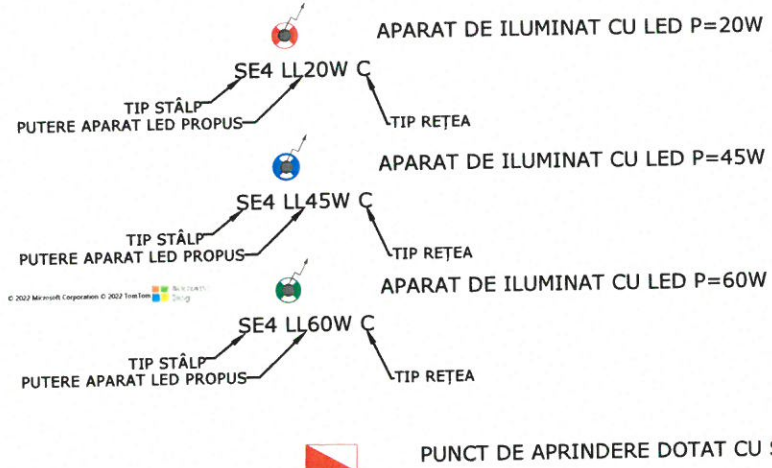 APARAT DE ILUMINAT CU LED P=20W
SE4 LL20W C
TIP STÂLP
PUTERE APARAT LED PROPUS
TIP REȚEA
APARAT DE ILUMINAT CU LED P=45W
SE4 LL45W C
TIP STÂLP
PUTERE APARAT LED PROPUS
TIP REȚEA
© 2022 Microsoft Corporation © 2022 TomTom
APARAT DE ILUMINAT CU LED P=60W
SE4 LL60W C
TIP STÂLP
PUTERE APARAT LED PROPUS
TIP REȚEA
PUNCT DE APRINDERE DOTAT CU